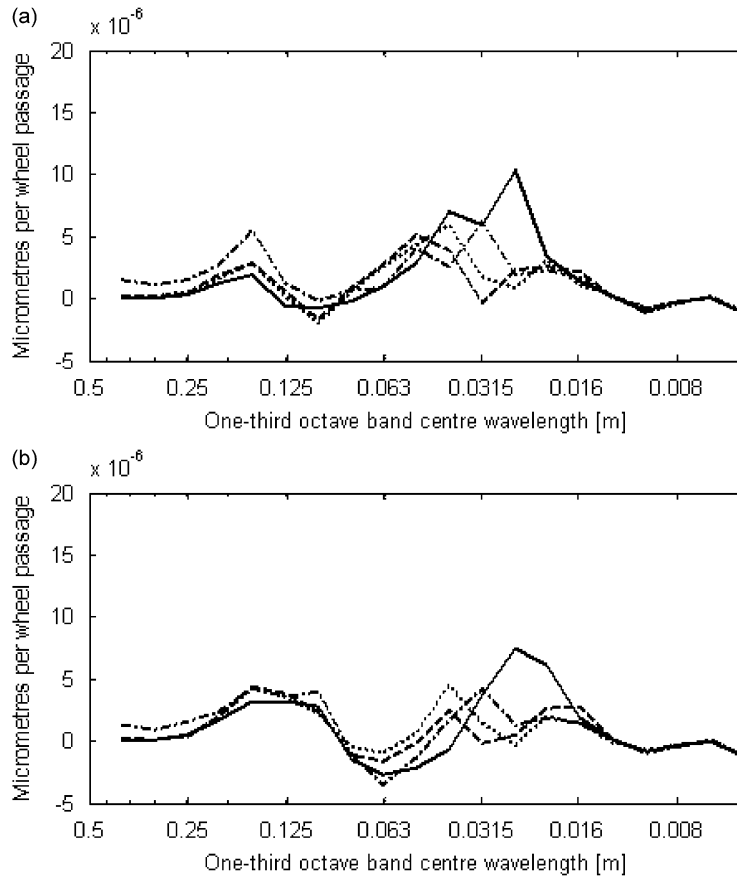 (a)
x 10-6
20
15
10
5
0
-5
Micrometres per wheel passage
0.5 0.25 0.125 0.063 0.0315 0.016 0.008
One-third octave band centre wavelength [m]
(b)
x 10-6
20
15
10
5
0
-5
Micrometres per wheel passage
0.5 0.25 0.125 0.063 0.0315 0.016 0.008
One-third octave band centre wavelength [m]